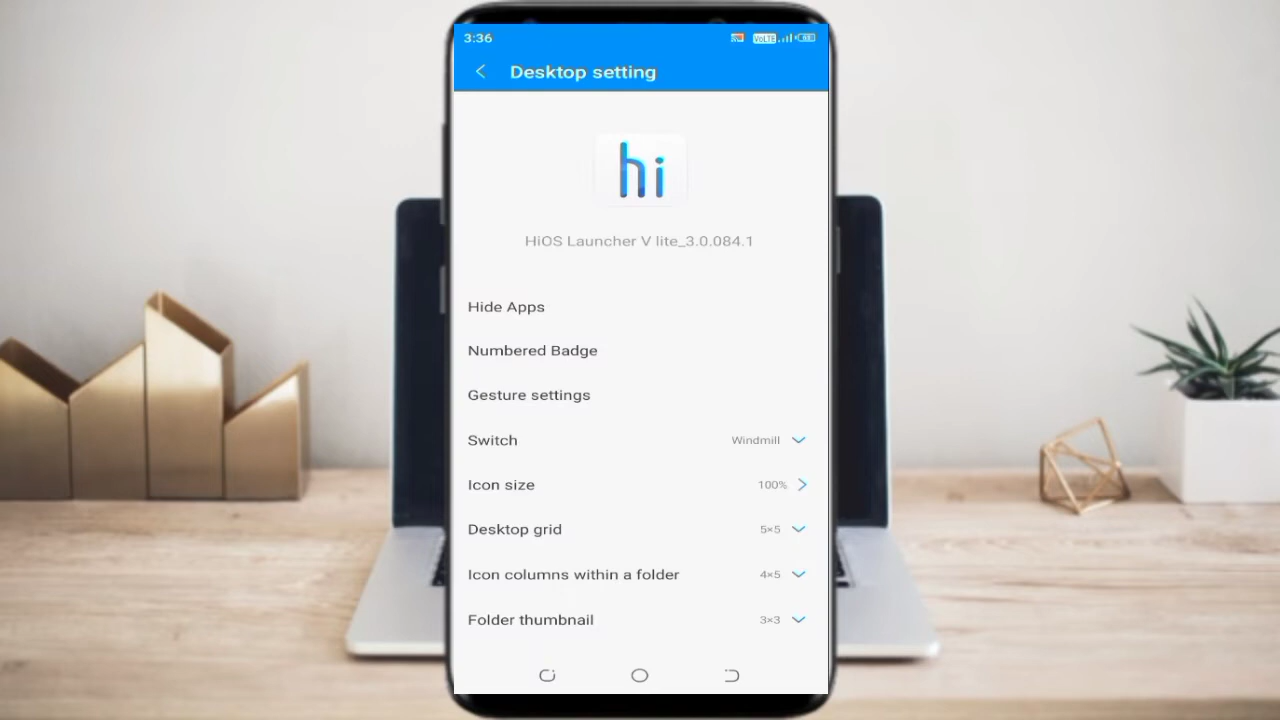 3:36
VoLTE
Desktop setting
hi
HiOS Launcher V lite_3.0.084.1
Hide Apps
Numbered Badge
Gesture settings
Switch Windmill
Icon size 100%
Desktop grid 5×5
Icon columns within a folder 4×5
Folder thumbnail 3×3